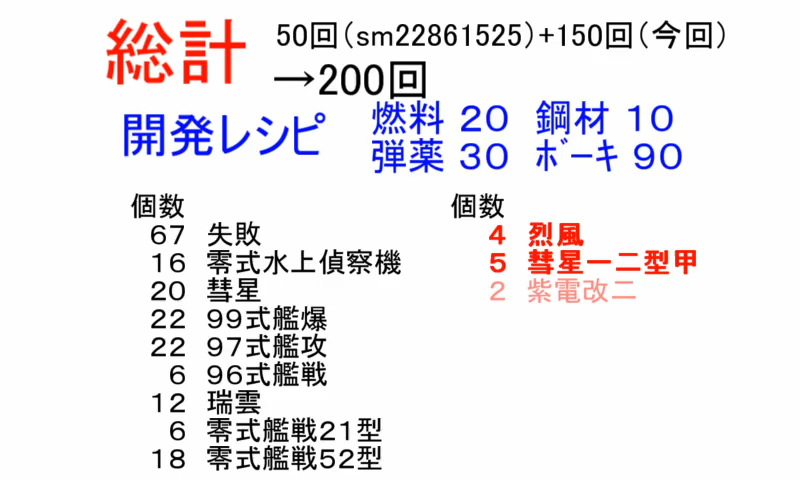 総計 50回(sm22861525)+150回(今回)
→200回
開発レシピ 燃料 20 鋼材 10
弾薬 30 ボーキ 90
個数
67 失敗
16 零式水上偵察機
20 彗星
22 99式艦爆
22 97式艦攻
6 96式艦戦
12 瑞雲
6 零式艦戦21型
18 零式艦戦52型
個数
4 烈風
5 彗星一二型甲
2 紫電改二